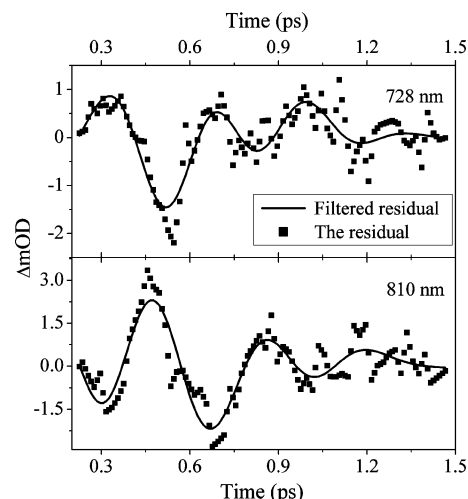 Time (ps)
0.3 0.6 0.9 1.2 1.5
1
0
-1
-2
728 nm
Filtered residual
The residual
ΔmOD
3.0
1.5
0.0
-1.5
810 nm
0.3 0.6 0.9 1.2 1.5
Time (ps)